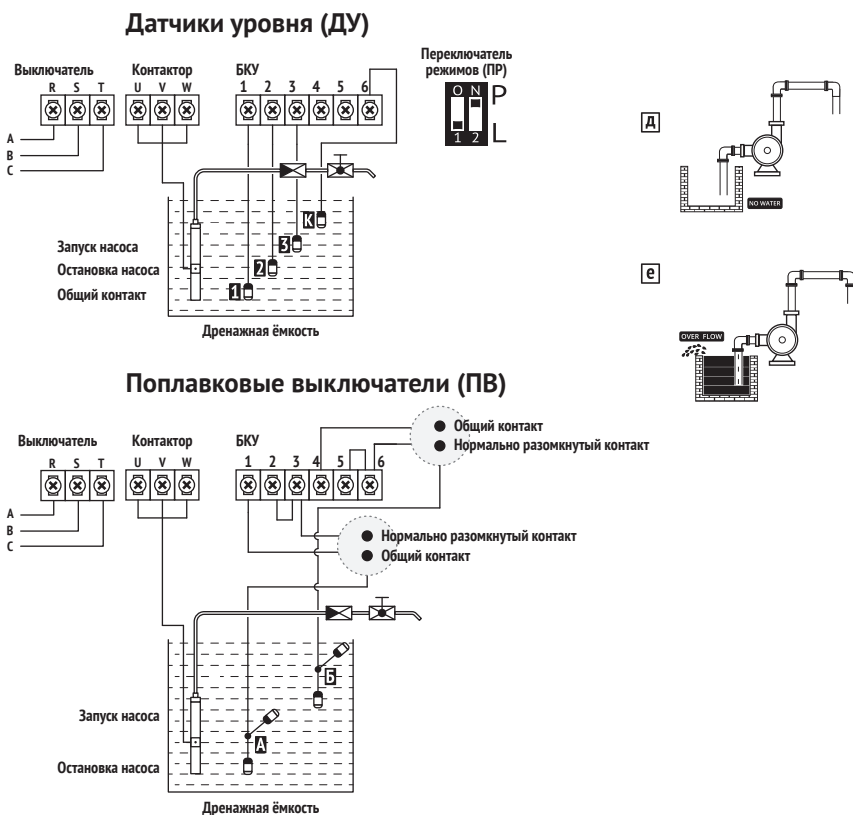 Датчики уровня (ДУ)
Выключатель
R S T
Контактор
U V W
БКУ
1 2 3 4 5 6
Переключатель
режимов (ПР)
O N
1 2
P
L
A
B
C
К
3
2
1
Запуск насоса
Остановка насоса
Общий контакт
Дренажная ёмкость
д
NO WATER
е
OVER FLOW
Поплавковые выключатели (ПВ)
Выключатель
R S T
Контактор
U V W
БКУ
1 2 3 4 5 6
Общий контакт
Нормально разомкнутый контакт
A
B
C
Нормально разомкнутый контакт
Общий контакт
Б
А
Запуск насоса
Остановка насоса
Дренажная ёмкость